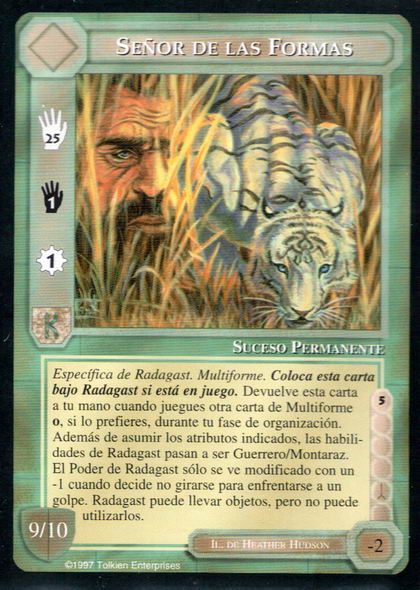 SEÑOR DE LAS FORMAS
25
1
1
K
SUCESO PERMANENTE
Específica de Radagast. Multiforme. Coloca esta carta
bajo Radagast si está en juego. Devuelve esta carta
a tu mano cuando juegues otra carta de Multiforme
o, si lo prefieres, durante tu fase de organización.
Además de asumir los atributos indicados, las habili-
dades de Radagast pasan a ser Guerrero/Montaraz.
El Poder de Radagast sólo se ve modificado con un
-1 cuando decide no girarse para enfrentarse a un
golpe. Radagast puede llevar objetos, pero no puede
utilizarlos.
5
9/10
IL. DE HEATHER HUDSON
-2
©1997 Tolkien Enterprises